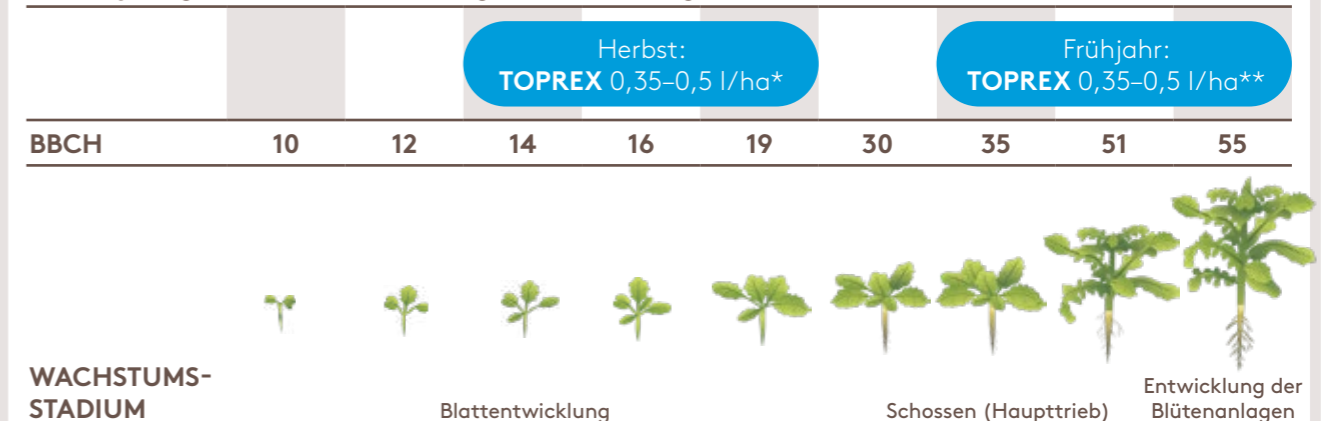 Herbst:
TOPREX 0,35–0,5 l/ha*
Frühjahr:
TOPREX 0,35–0,5 l/ha**
BBCH 10 12 14 16 19 30 35 51 55
WACHSTUMS-
STADIUM
Blattentwicklung
Schossen (Haupttrieb)
Entwicklung der
Blütenanlagen